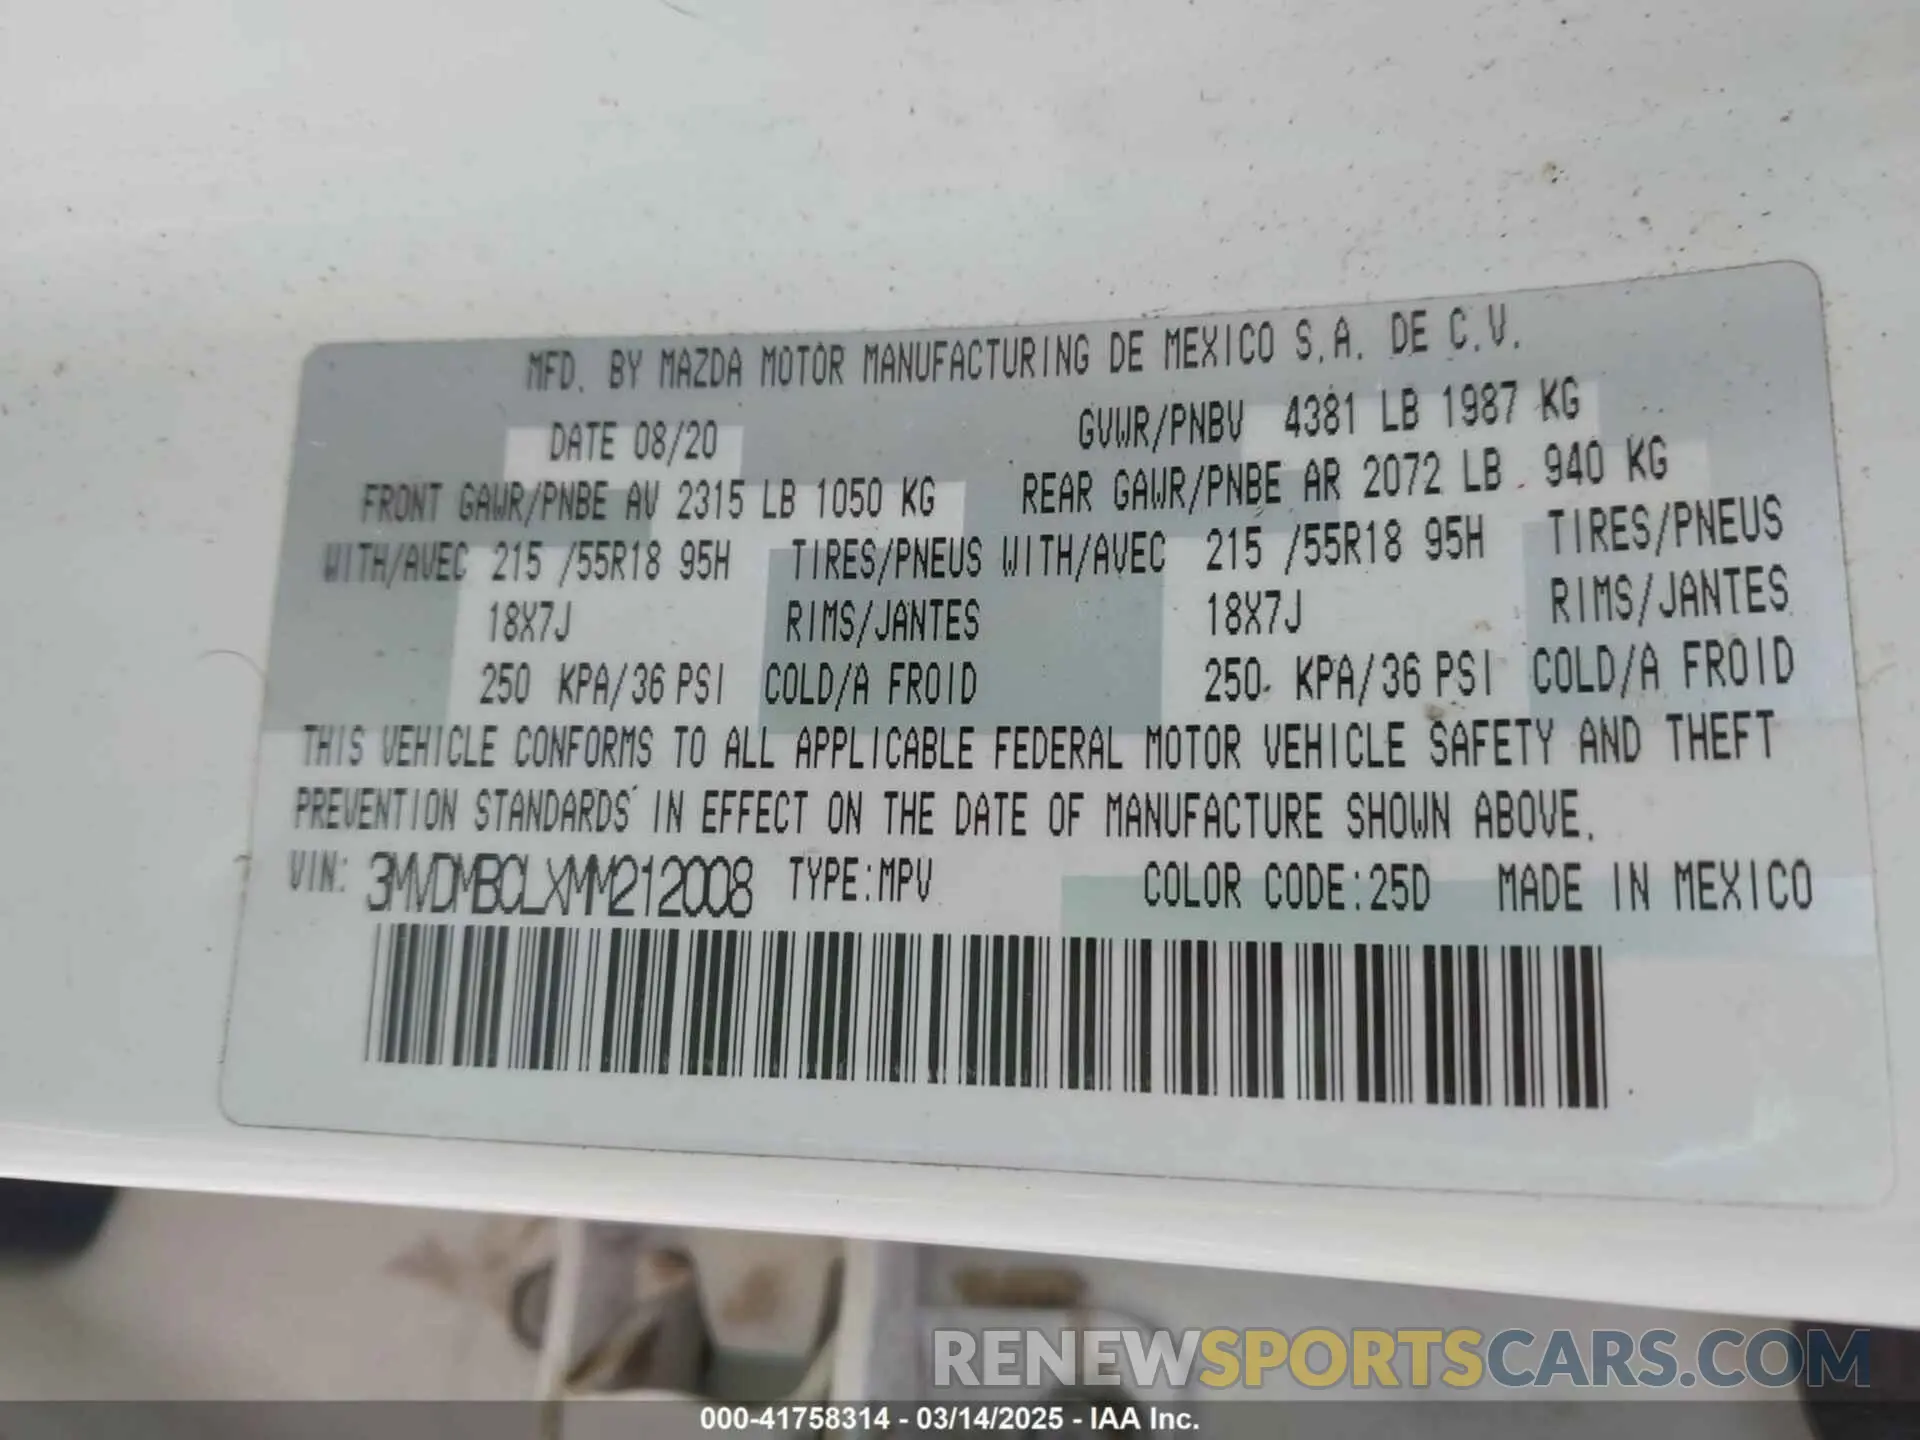 MFD. BY MAZDA MOTOR MANUFACTURING DE MEXICO S.A. DE C.V.
DATE 08/20 GVWR/PNBV 4381 LB 1987 KG
FRONT GAWR/PNBE AV 2315 LB 1050 KG REAR GAWR/PNBE AR 2072 LB 940 KG
WITH/AVEC 215 /55R18 95H TIRES/PNEUS WITH/AVEC 215 /55R18 95H TIRES/PNEUS
18X7J RIMS/JANTES 18X7J RIMS/JANTES
250 KPA/36 PSI COLD/A FROID 250 KPA/36 PSI COLD/A FROID
THIS VEHICLE CONFORMS TO ALL APPLICABLE FEDERAL MOTOR VEHICLE SAFETY AND THEFT
PREVENTION STANDARDS IN EFFECT ON THE DATE OF MANUFACTURE SHOWN ABOVE.
VIN: 3MVDMBCLXMM212008 TYPE:MPV COLOR CODE:25D MADE IN MEXICO
RENEWSPORTSCARS.COM
000-41758314 - 03/14/2025 - IAA Inc.